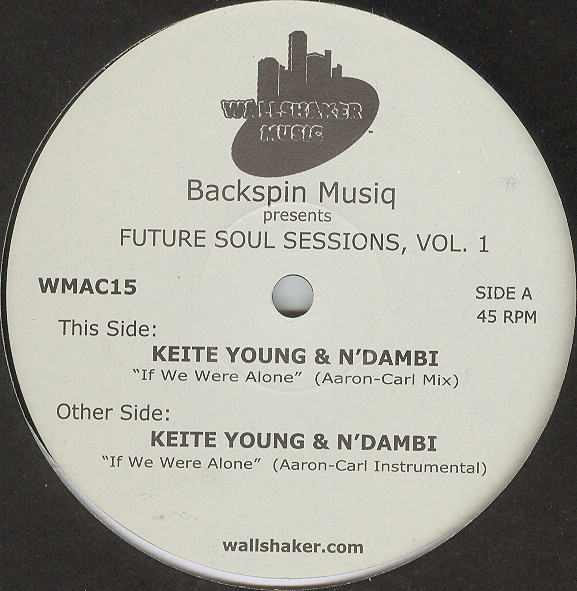 WALLSHAKER
MUSIC
™
Backspin Musiq
presents
FUTURE SOUL SESSIONS, VOL. 1
WMAC15
SIDE A
45 RPM
This Side:
KEITE YOUNG & N'DAMBI
“If We Were Alone” (Aaron-Carl Mix)
Other Side:
KEITE YOUNG & N'DAMBI
“If We Were Alone” (Aaron-Carl Instrumental)
wallshaker.com